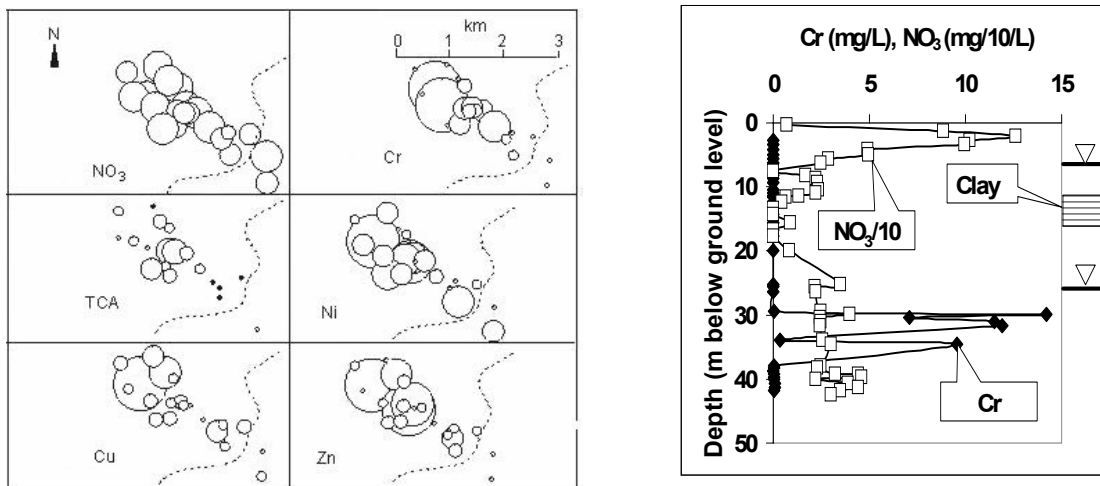 N
km
0 1 2 3
NO₃
Cr
TCA
Ni
Cu
Zn
Cr (mg/L), NO₃ (mg/10/L)
0 5 10 15
Depth (m below ground level)
0
10
20
30
40
50
Clay
NO₃/10
Cr